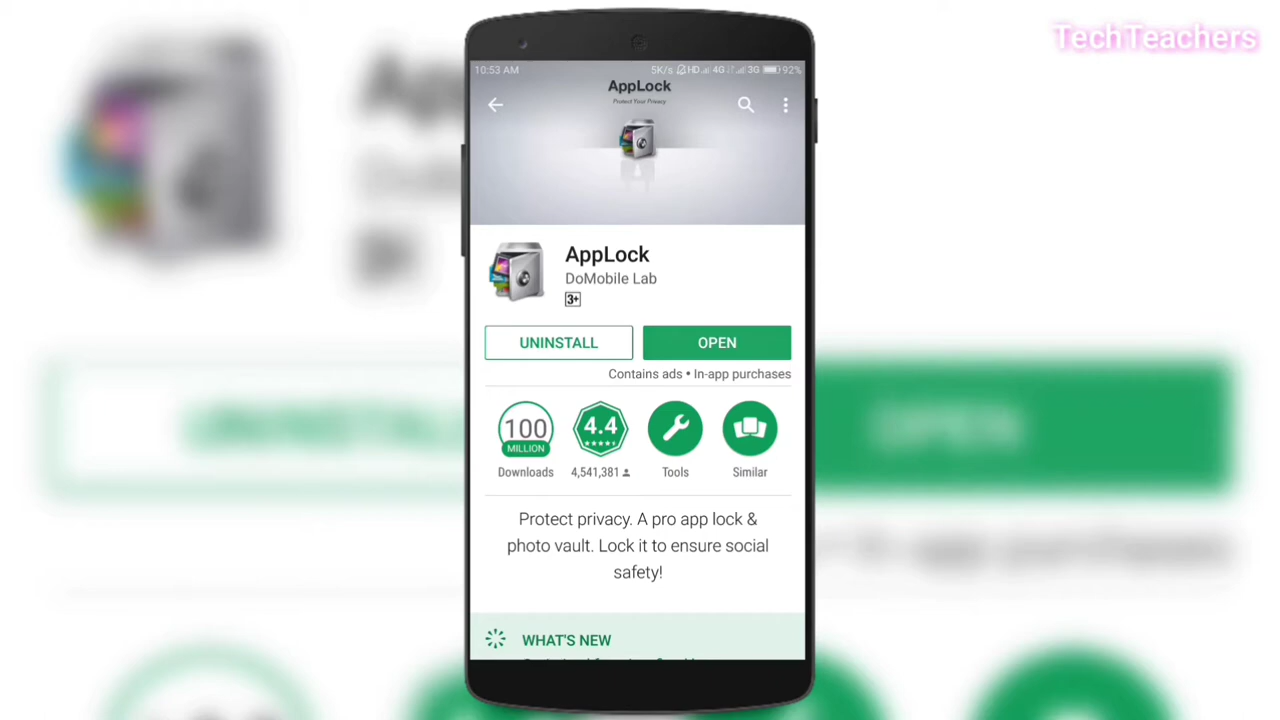 TechTeachers
10:53 AM 5K/s HD 4G 3G 92%
AppLock
Protect Your Privacy
AppLock
DoMobile Lab
3+
UNINSTALL OPEN
Contains ads • In-app purchases
100 4.4
MILLION
Downloads 4,541,381 Tools Similar
Protect privacy. A pro app lock &
photo vault. Lock it to ensure social
safety!
WHAT'S NEW